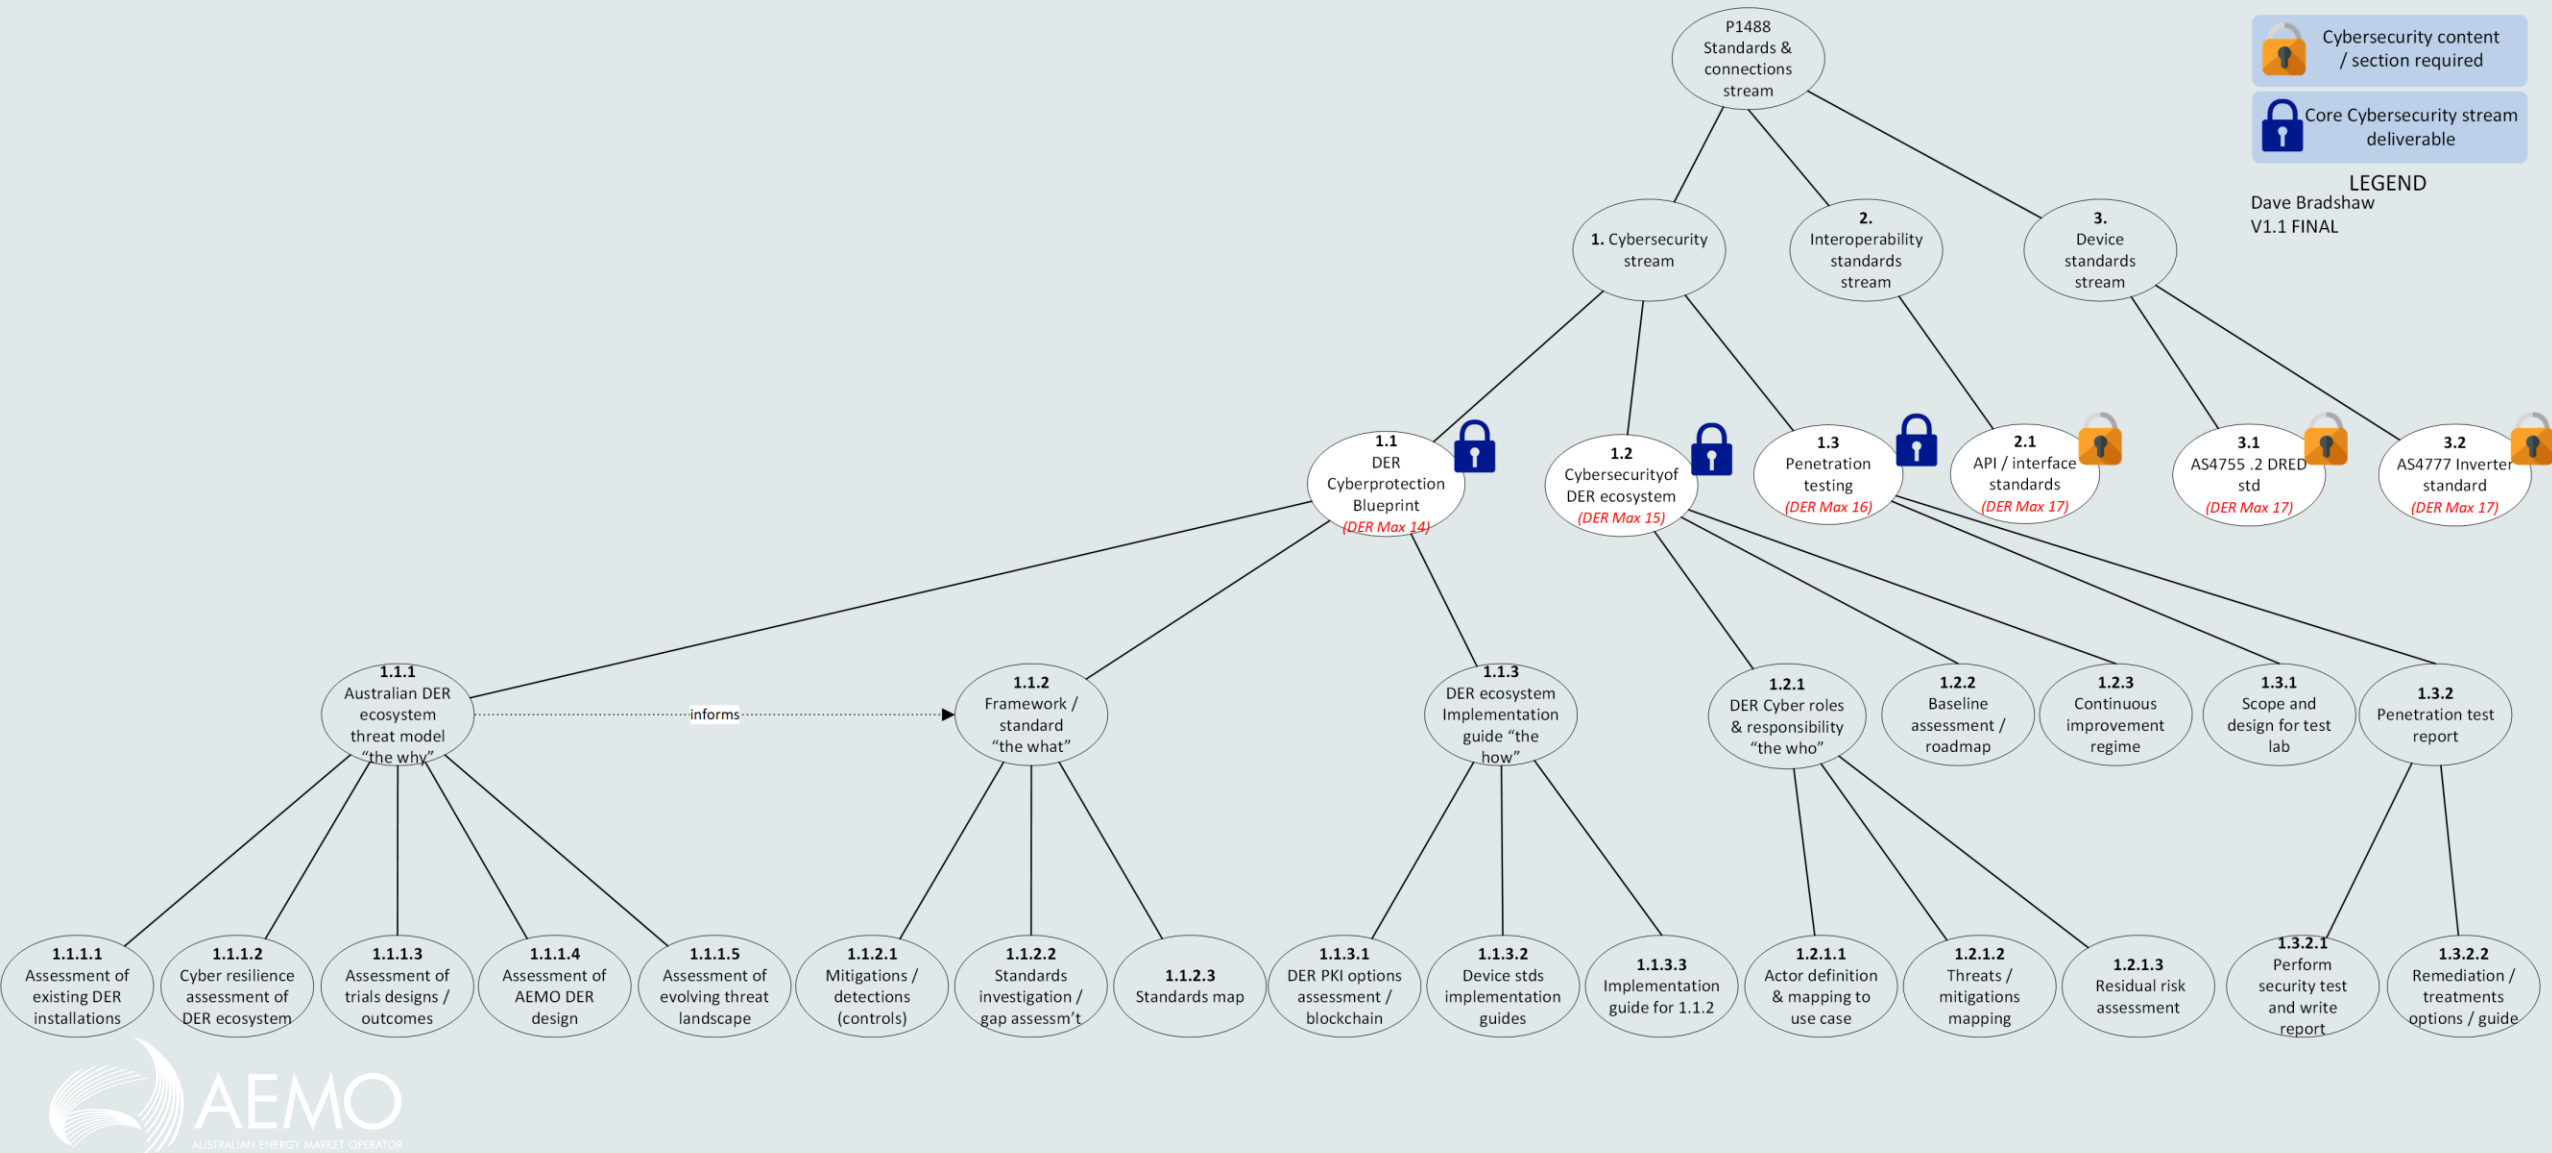 P1488
Standards &
connections
stream
Cybersecurity content
/ section required
Core Cybersecurity stream
deliverable
LEGEND
Dave Bradshaw
V1.1 FINAL
1. Cybersecurity
stream
2.
Interoperability
standards
stream
3.
Device
standards
stream
1.1
DER
Cyberprotection
Blueprint
(DER Max 14)
1.2
Cybersecurityof
DER ecosystem
(DER Max 15)
1.3
Penetration
testing
(DER Max 16)
2.1
API / interface
standards
(DER Max 17)
3.1
AS4755 .2 DRED
std
(DER Max 17)
3.2
AS4777 Inverter
standard
(DER Max 17)
1.1.1
Australian DER
ecosystem
threat model
“the why”
informs
1.1.2
Framework /
standard
“the what”
1.1.3
DER ecosystem
Implementation
guide “the
how”
1.2.1
DER Cyber roles
& responsibility
“the who”
1.2.2
Baseline
assessment /
roadmap
1.2.3
Continuous
improvement
regime
1.3.1
Scope and
design for test
lab
1.3.2
Penetration test
report
1.1.1.1
Assessment of
existing DER
installations
1.1.1.2
Cyber resilience
assessment of
DER ecosystem
1.1.1.3
Assessment of
trials designs /
outcomes
1.1.1.4
Assessment of
AEMO DER
design
1.1.1.5
Assessment of
evolving threat
landscape
1.1.2.1
Mitigations /
detections
(controls)
1.1.2.2
Standards
investigation /
gap assessm’t
1.1.2.3
Standards map
1.1.3.1
DER PKI options
assessment /
blockchain
1.1.3.2
Device stds
implementation
guides
1.1.3.3
Implementation
guide for 1.1.2
1.2.1.1
Actor definition
& mapping to
use case
1.2.1.2
Threats /
mitigations
mapping
1.2.1.3
Residual risk
assessment
1.3.2.1
Perform
security test
and write
report
1.3.2.2
Remediation /
treatments
options / guide
AEMO
AUSTRALIAN ENERGY MARKET OPERATOR